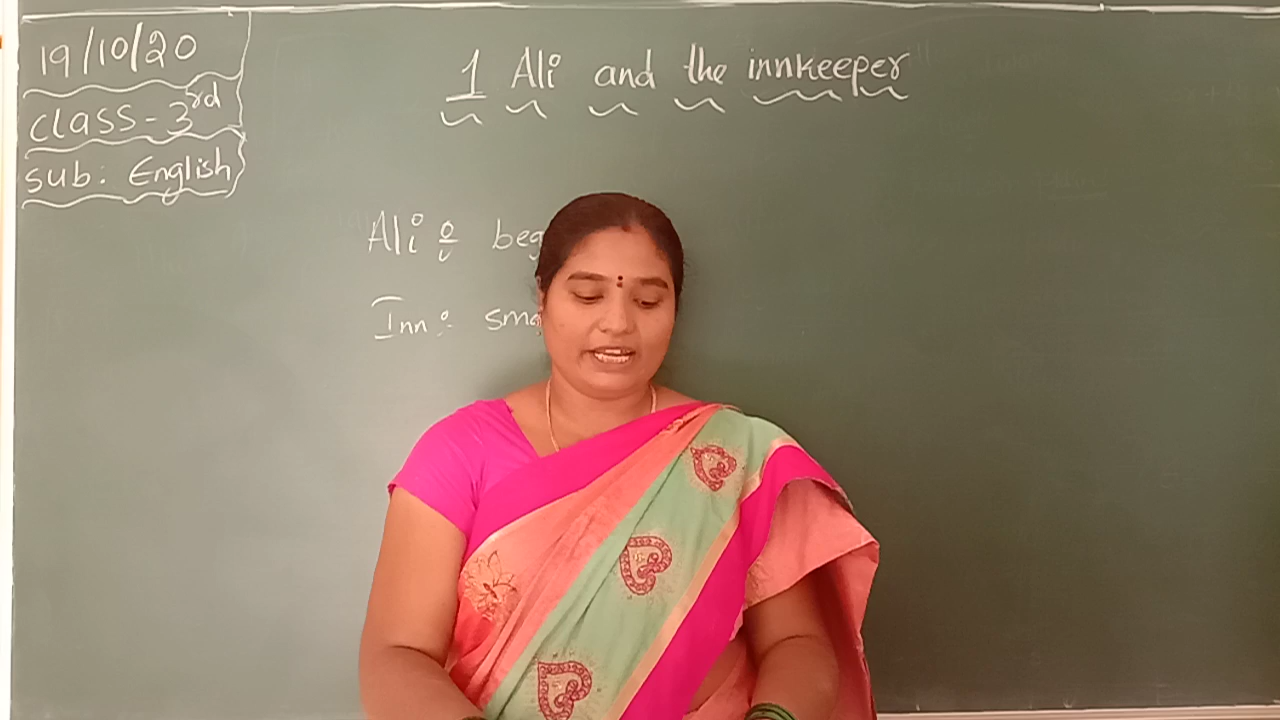 19/10/20
class - 3rd
sub: English
1 Ali and the innkeeper
Ali : beg
Inn :- sma